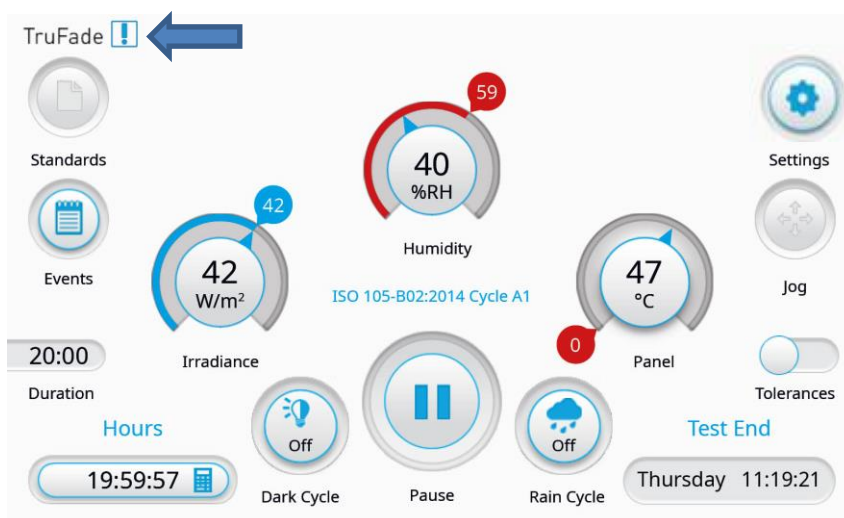 TruFade !
Standards
Events
20:00
Duration
Hours
19:59:57
42
42
W/m²
Irradiance
59
40
%RH
Humidity
ISO 105-B02:2014 Cycle A1
Off
Dark Cycle
Pause
Off
Rain Cycle
47
°C
0
Panel
Settings
Jog
Tolerances
Test End
Thursday 11:19:21